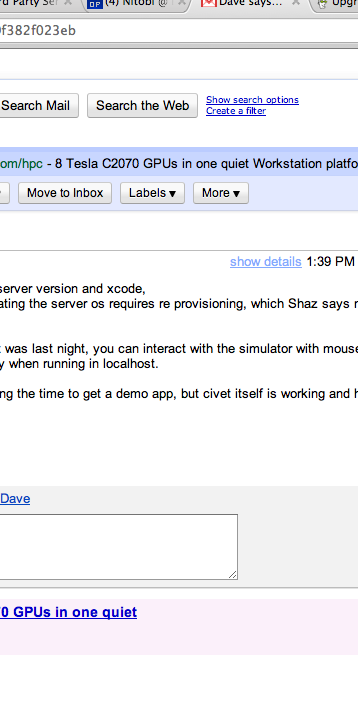 rd Party Ser
(4) Nitobi @
Dave says...
Upgr
f382f023eb
Search Mail
Search the Web
Show search options
Create a filter
om/hpc - 8 Tesla C2070 GPUs in one quiet Workstation platfo
Move to Inbox
Labels ▾
More ▾
show details 1:39 PM
server version and xcode,
ating the server os requires re provisioning, which Shaz says
was last night, you can interact with the simulator with mouse
y when running in localhost.
ng the time to get a demo app, but civet itself is working and h
Dave
70 GPUs in one quiet